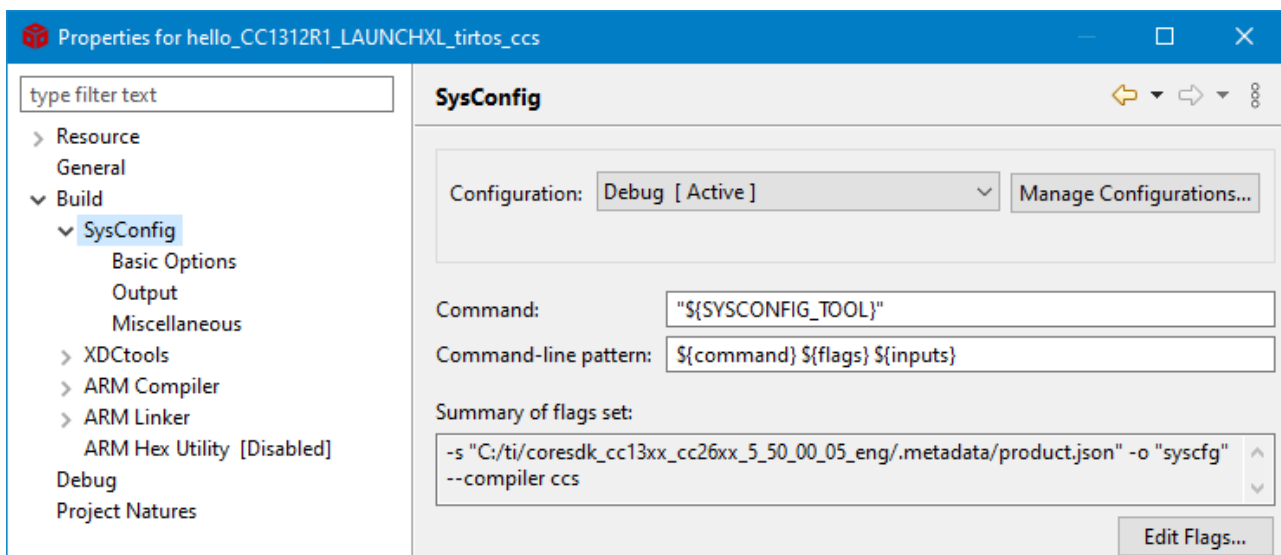 Properties for hello_CC1312R1_LAUNCHXL_tirtos_ccs
type filter text
Resource
General
Build
SysConfig
Basic Options
Output
Miscellaneous
XDCtools
ARM Compiler
ARM Linker
ARM Hex Utility [Disabled]
Debug
Project Natures
SysConfig
Configuration: Debug [ Active ] Manage Configurations...
Command: "${SYSCONFIG_TOOL}"
Command-line pattern: ${command} ${flags} ${inputs}
Summary of flags set:
-s "C:/ti/coresdk_cc13xx_cc26xx_5_50_00_05_eng/.metadata/product.json" -o "syscfg"
--compiler ccs
Edit Flags...